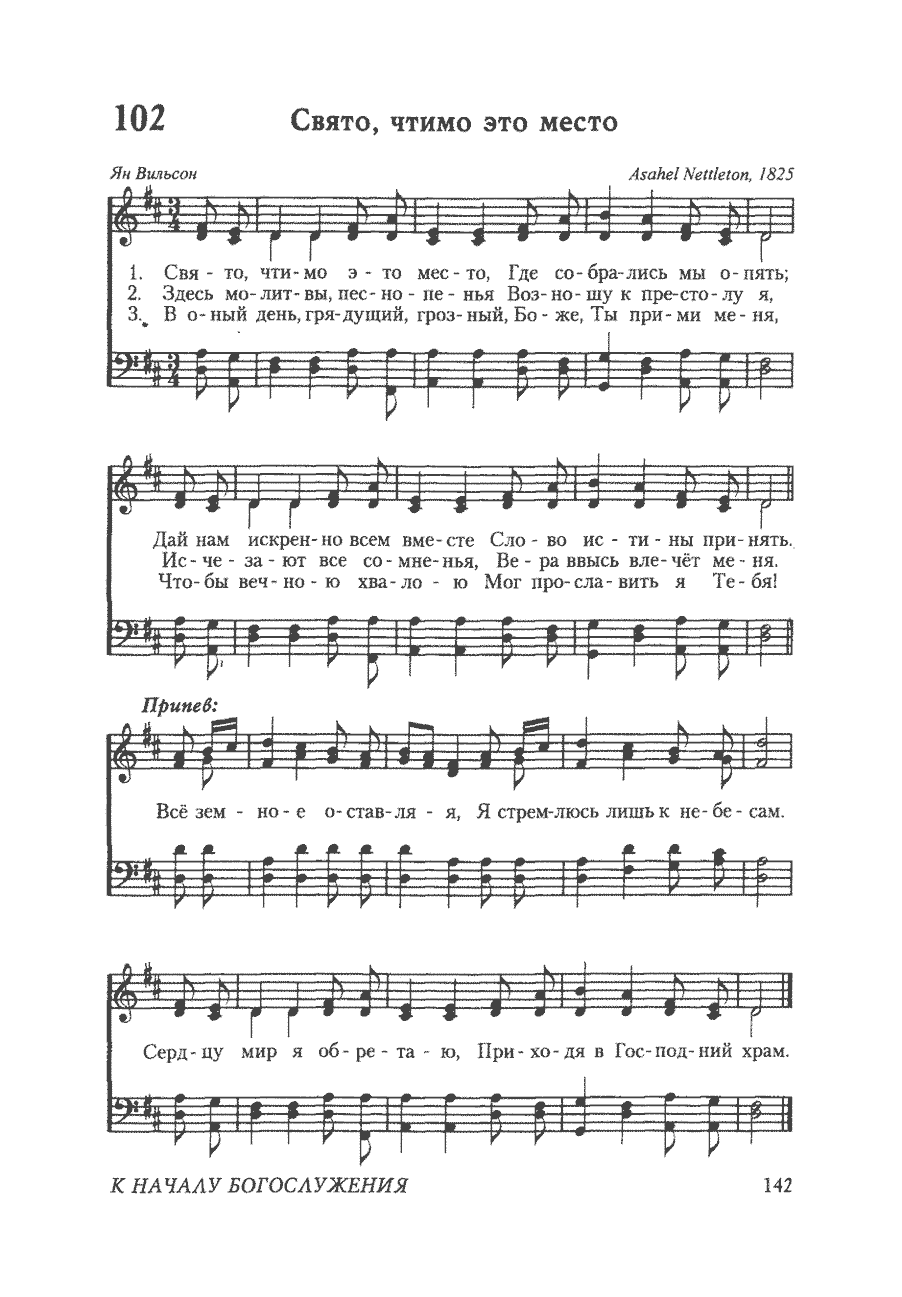 102 Свято, чтимо это место
Ян Вильсон Asahel Nettleton, 1825
3/4
1. Свя - то, чти - мо э - то мес - то, Где со - бра - лись мы о - пять;
2. Здесь мо - лит - вы, пес - но - пе - нья Воз - но - шу к пре - сто - лу я,
3. В о - ный день, гря - дущий, гроз - ный, Бо - же, Ты при - ми ме - ня,
3/4
Дай нам искрен - но всем вме - сте Сло - во ис - ти - ны при - нять.
Ис - че - за - ют все со - мне - нья, Ве - ра ввысь вле - чёт ме - ня.
Что - бы веч - но - ю хва - ло - ю Мог про - сла - вить я Те - бя!
Припев:
Всё зем - но - е о - став - ля - я, Я стрем - люсь лишь к не - бе - сам.
Серд - цу мир я об - ре - та - ю, При - хо - дя в Гос - под - ний храм.
К НАЧАЛУ БОГОСЛУЖЕНИЯ 142